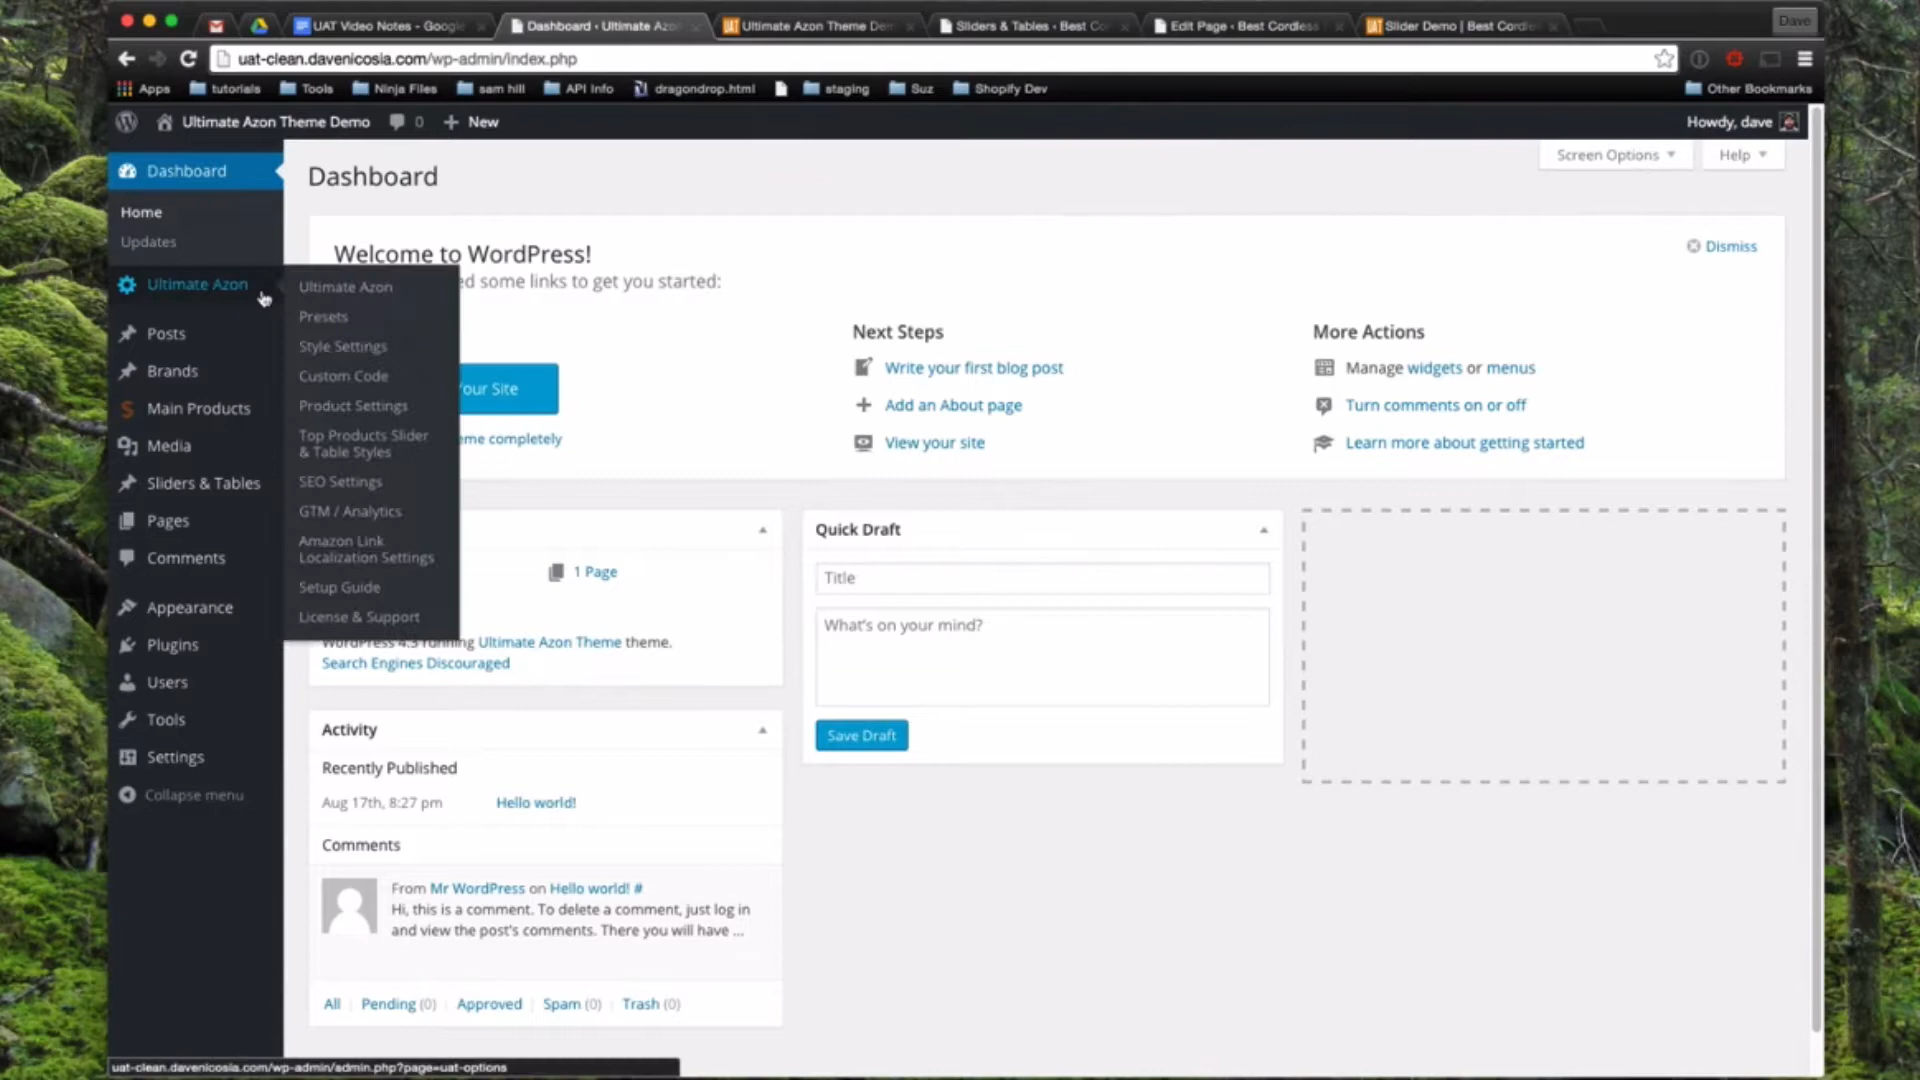 UAT Video Notes - Google
Dashboard ‹ Ultimate Azo
Ultimate Azon Theme Dem
Sliders & Tables ‹ Best Co
Edit Page ‹ Best Cordless
Slider Demo | Best Cordle
Dave
uat-clean.davenicosia.com/wp-admin/index.php
Apps tutorials Tools Ninja Files sam hill API Info dragondrop.html staging Suz Shopify Dev Other Bookmarks
Ultimate Azon Theme Demo 0 + New Howdy, dave
Dashboard
Home
Updates
Ultimate Azon
Posts
Brands
Main Products
Media
Sliders & Tables
Pages
Comments
Appearance
Plugins
Users
Tools
Settings
Collapse menu
Ultimate Azon
Presets
Style Settings
Custom Code
Product Settings
Top Products Slider
& Table Styles
SEO Settings
GTM / Analytics
Amazon Link
Localization Settings
Setup Guide
License & Support
Screen Options Help
Dashboard
Welcome to WordPress!
Dismiss
ed some links to get you started:
our Site
eme completely
Next Steps
Write your first blog post
Add an About page
View your site
More Actions
Manage widgets or menus
Turn comments on or off
Learn more about getting started
1 Page
WordPress 4.3 running Ultimate Azon Theme theme.
Search Engines Discouraged
Activity
Recently Published
Aug 17th, 8:27 pm Hello world!
Comments
From Mr WordPress on Hello world! #
Hi, this is a comment. To delete a comment, just log in
and view the post's comments. There you will have ...
All | Pending (0) | Approved | Spam (0) | Trash (0)
Quick Draft
Title
What's on your mind?
Save Draft
uat-clean.davenicosia.com/wp-admin/admin.php?page=uat-options